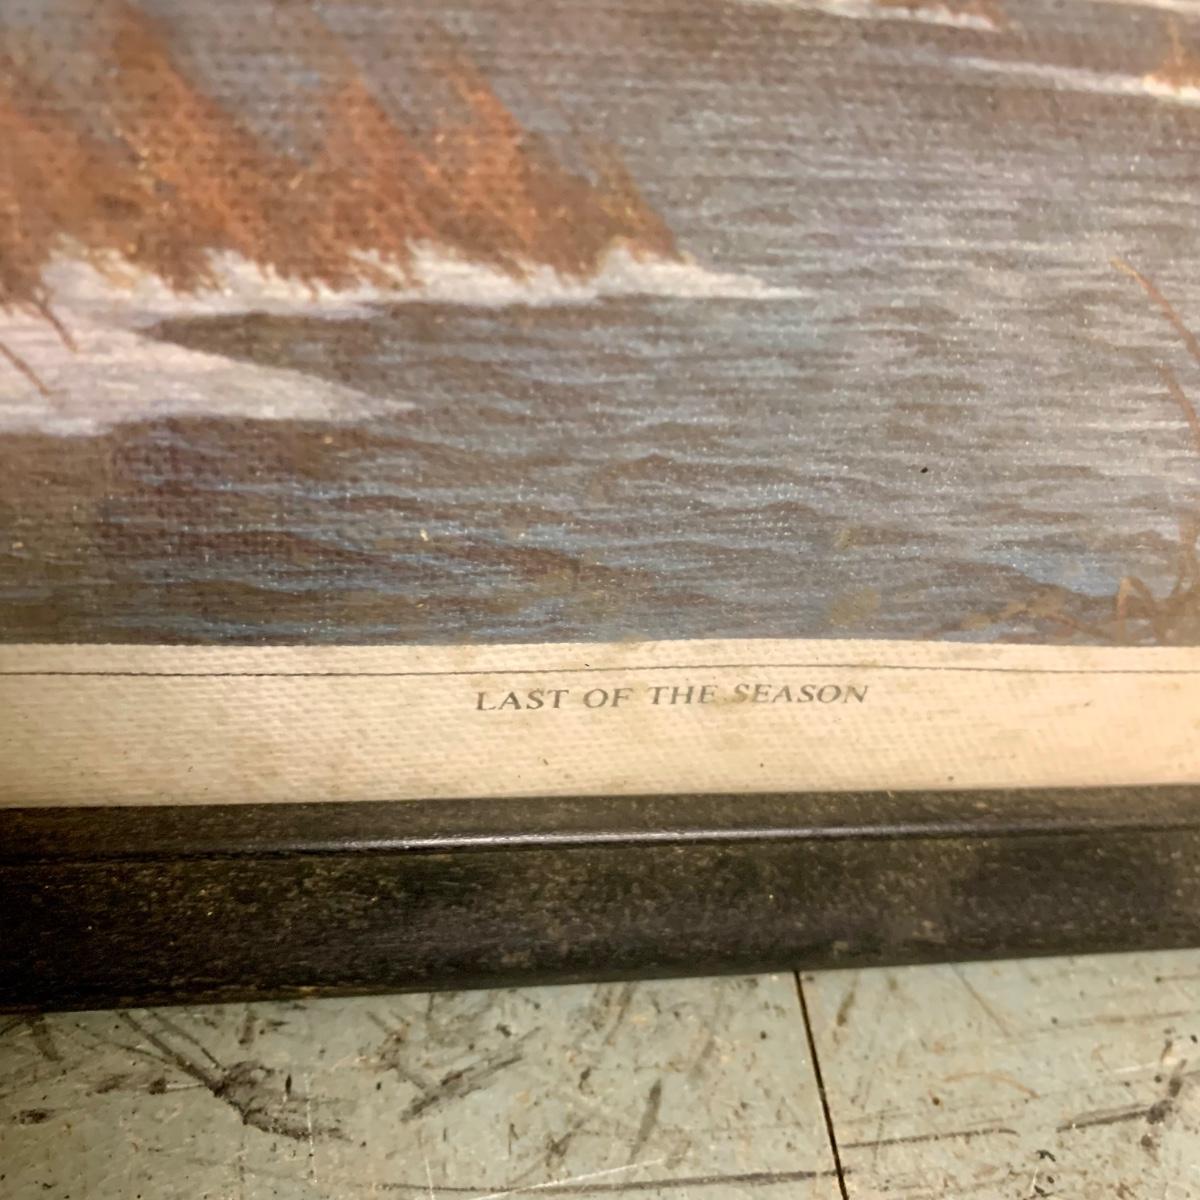 LAST OF THE SEASON